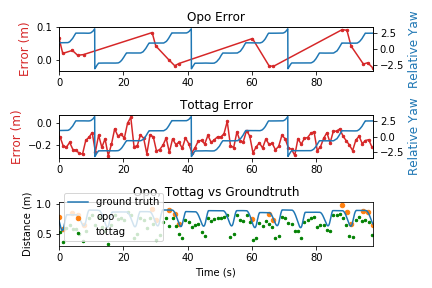 Opo Error
0.1
0.0
Error (m)
2.5
0.0
−2.5
Relative Yaw
0 20 40 60 80
Tottag Error
0.0
−0.2
Error (m)
2.5
0.0
−2.5
Relative Yaw
0 20 40 60 80
Opo, Tottag vs Groundtruth
1.0
0.5
Distance (m)
ground truth
opo
tottag
0 20 40 60 80
Time (s)